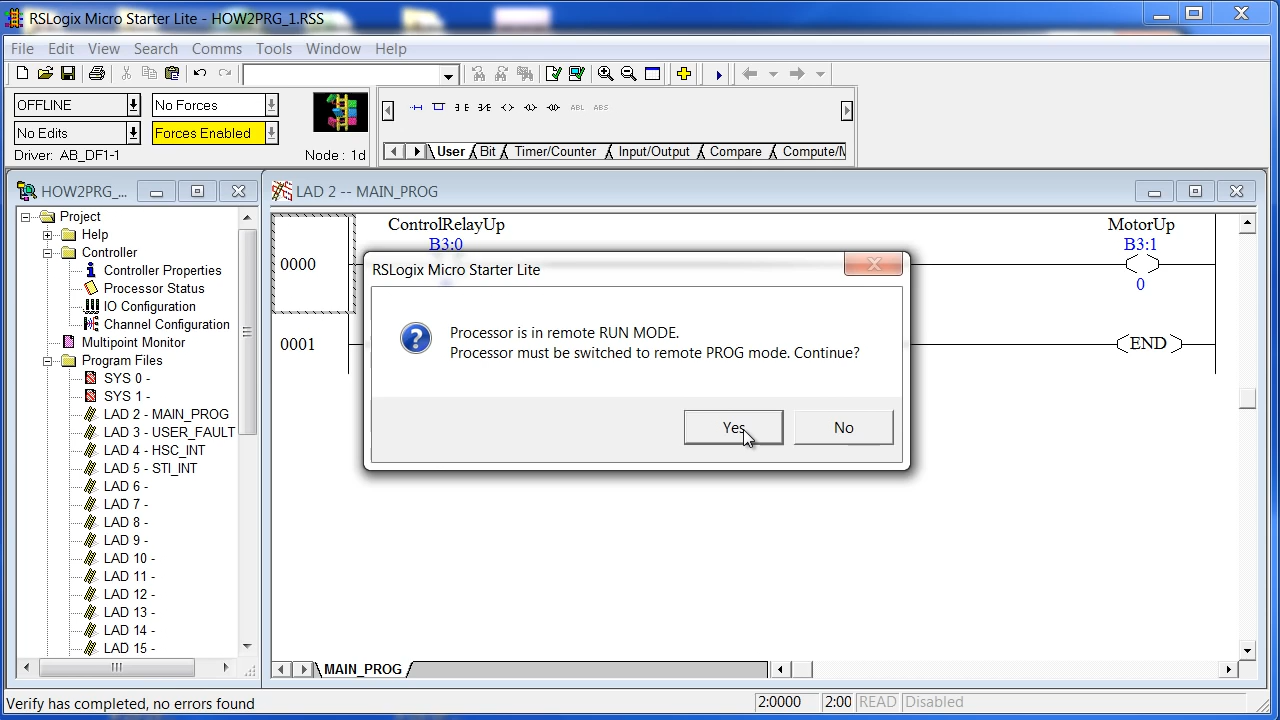 RSLogix Micro Starter Lite - HOW2PRG_1.RSS
File Edit View Search Comms Tools Window Help
OFFLINE No Forces
No Edits Forces Enabled
Driver: AB_DF1-1 Node : 1d
ABL ABS
User Bit Timer/Counter Input/Output Compare Compute/M
HOW2PRG_...
Project
Help
Controller
Controller Properties
Processor Status
IO Configuration
Channel Configuration
Multipoint Monitor
Program Files
SYS 0 -
SYS 1 -
LAD 2 - MAIN_PROG
LAD 3 - USER_FAULT
LAD 4 - HSC_INT
LAD 5 - STI_INT
LAD 6 -
LAD 7 -
LAD 8 -
LAD 9 -
LAD 10 -
LAD 11 -
LAD 12 -
LAD 13 -
LAD 14 -
LAD 15 -
LAD 2 -- MAIN_PROG
ControlRelayUp MotorUp
B3:0 B3:1
0000
0
0001 END
RSLogix Micro Starter Lite
Processor is in remote RUN MODE.
Processor must be switched to remote PROG mode. Continue?
Yes No
MAIN_PROG
Verify has completed, no errors found 2:0000 2:00 READ Disabled